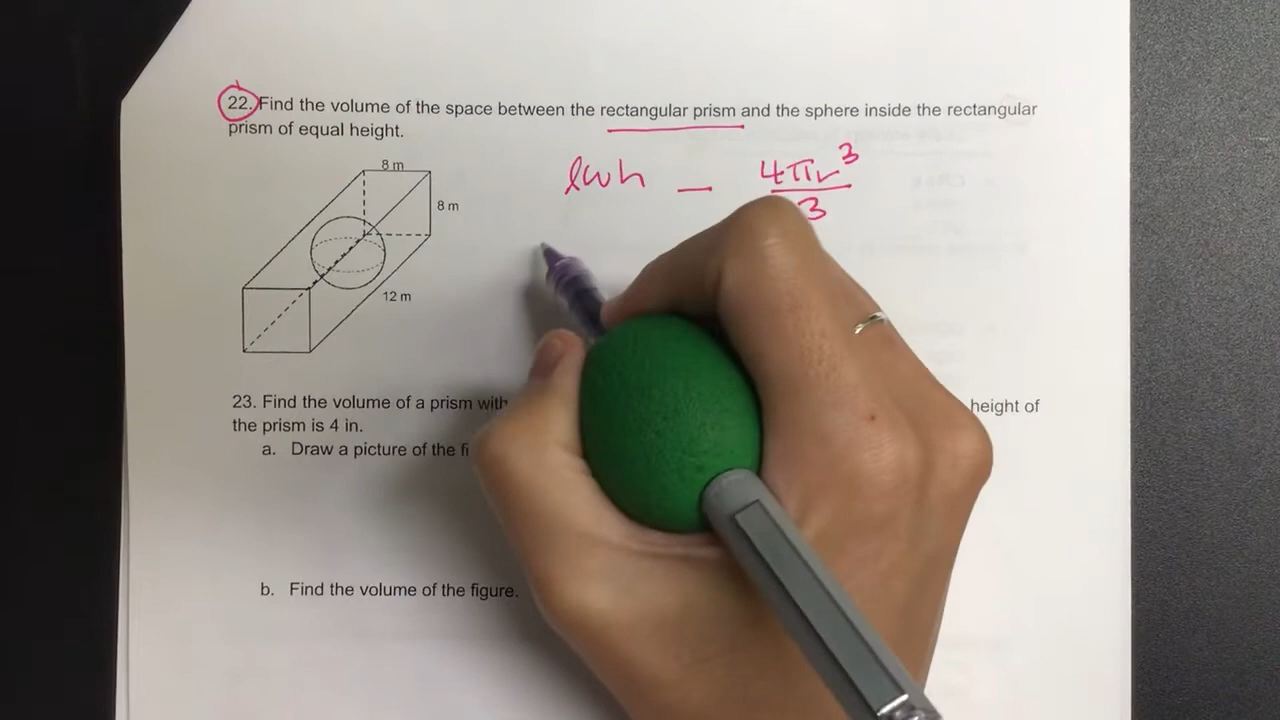 22. Find the volume of the space between the rectangular prism and the sphere inside the rectangular
prism of equal height.
8 m
lwh - 4πr³
3
8 m
12 m
23. Find the volume of a prism with height of
the prism is 4 in.
a. Draw a picture of the
b. Find the volume of the figure.